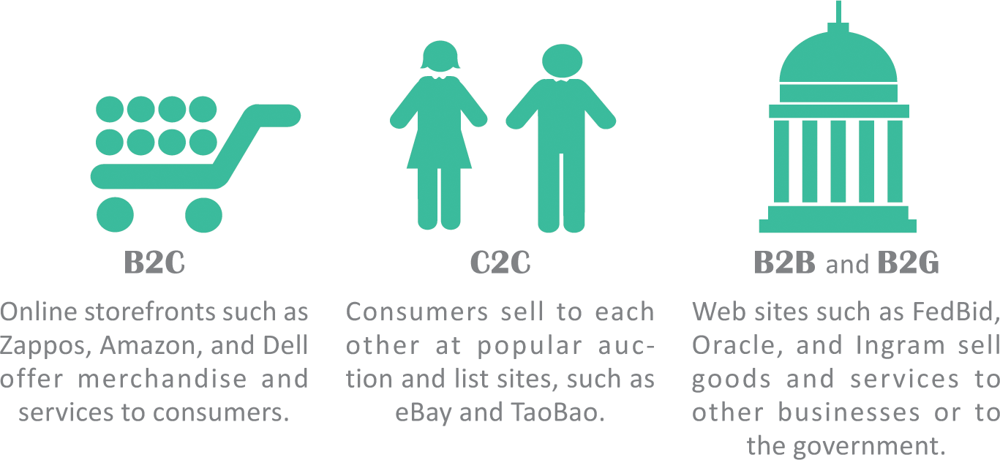 B2C
Online storefronts such as
Zappos, Amazon, and Dell
offer merchandise and
services to consumers.
C2C
Consumers sell to each
other at popular auc-
tion and list sites, such as
eBay and TaoBao.
B2B and B2G
Web sites such as FedBid,
Oracle, and Ingram sell
goods and services to
other businesses or to
the government.